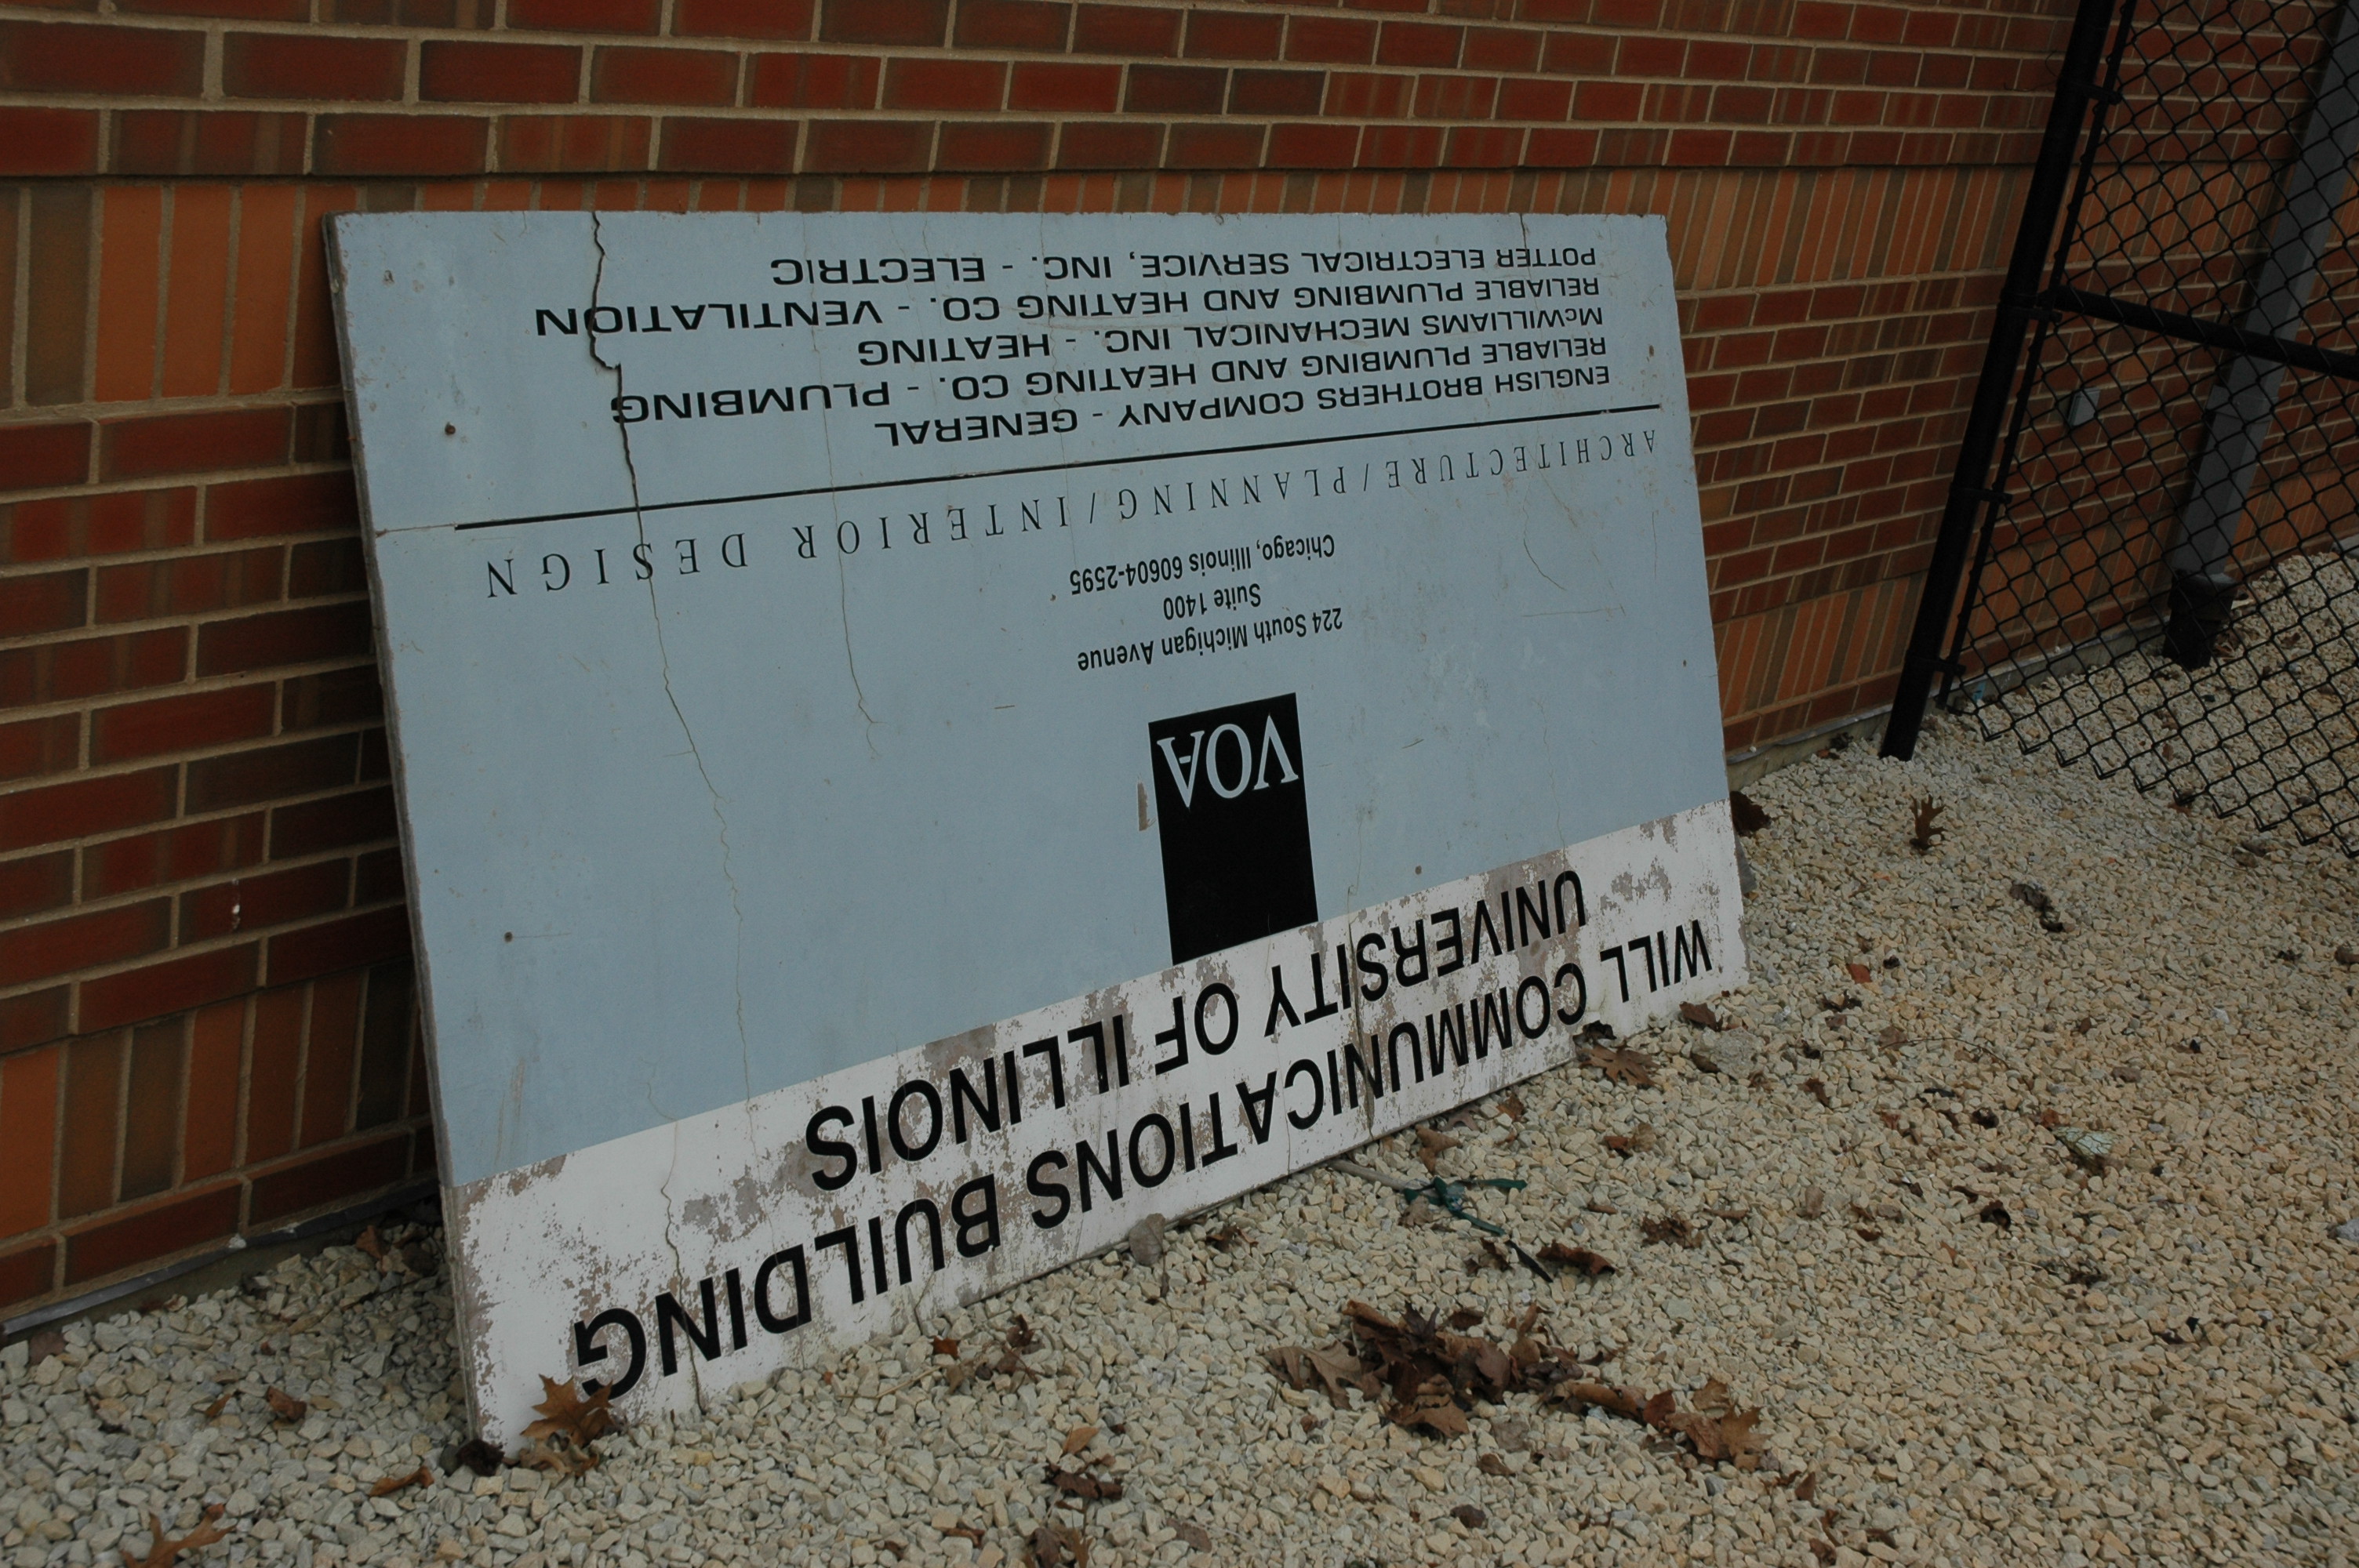 WILL COMMUNICATIONS BUILDING
UNIVERSITY OF ILLINOIS
VOA
224 South Michigan Avenue
Suite 1400
Chicago, Illinois 60604-2595
ARCHITECTURE/PLANNING/INTERIOR DESIGN
ENGLISH BROTHERS COMPANY - GENERAL
RELIABLE PLUMBING AND HEATING CO. - PLUMBING
McWILLIAMS MECHANICAL INC. - HEATING
RELIABLE PLUMBING AND HEATING CO. - VENTILATION
POTTER ELECTRICAL SERVICE, INC. - ELECTRIC